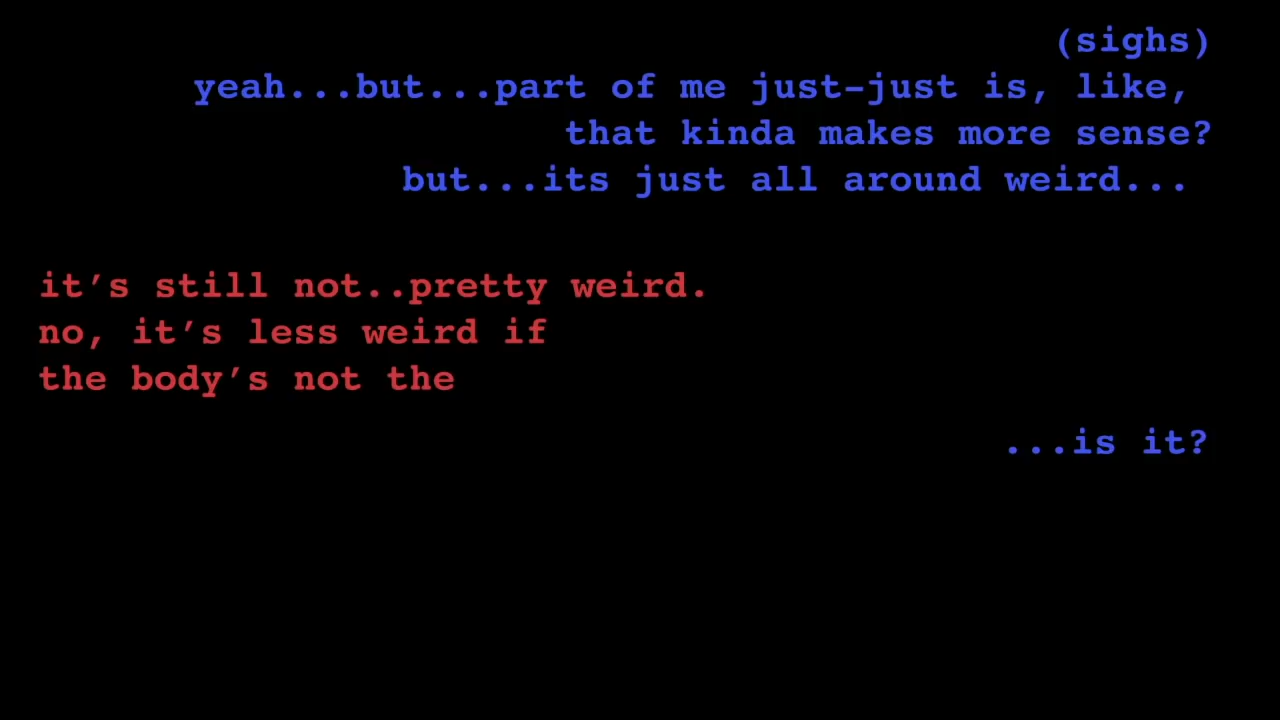 (sighs)
yeah...but...part of me just-just is, like,
that kinda makes more sense?
but...its just all around weird...
it’s still not..pretty weird.
no, it’s less weird if
the body’s not the
...is it?